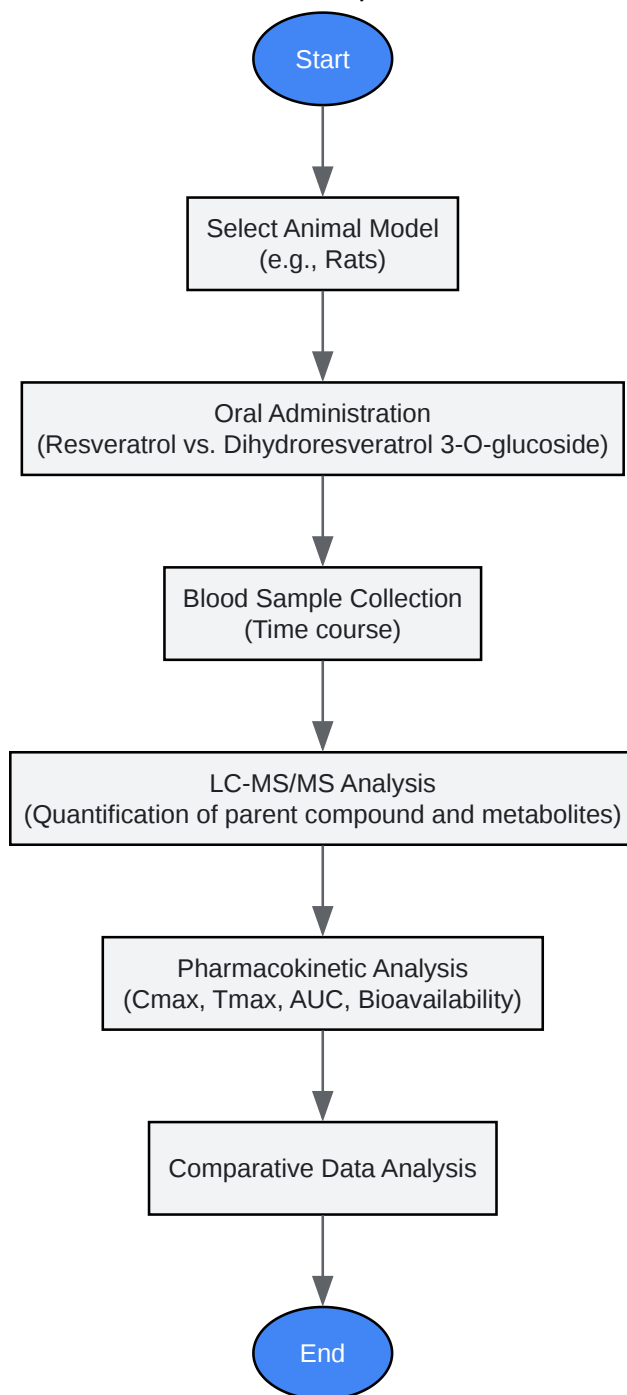 Start
Select Animal Model
(e.g., Rats)
Oral Administration
(Resveratrol vs. Dihydroresveratrol 3-O-glucoside)
Blood Sample Collection
(Time course)
LC-MS/MS Analysis
(Quantification of parent compound and metabolites)
Pharmacokinetic Analysis
(Cmax, Tmax, AUC, Bioavailability)
Comparative Data Analysis
End